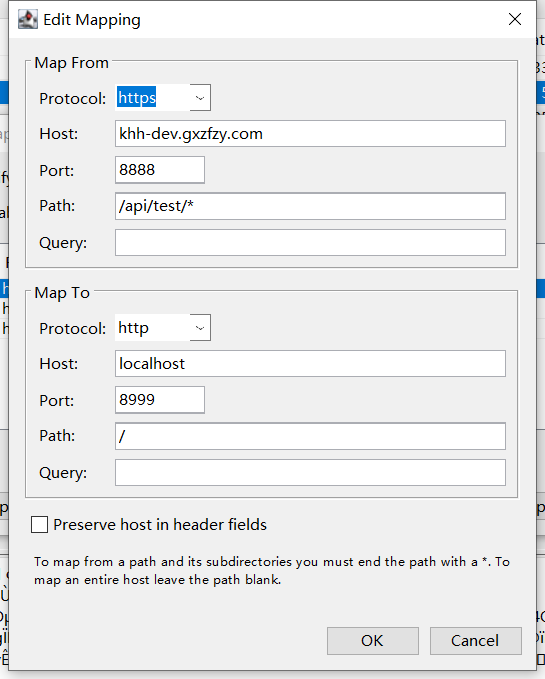 Edit Mapping
Map From
Protocol: https
Host: khh-dev.gxzfzy.com
Port: 8888
Path: /api/test/*
Query:
Map To
Protocol: http
Host: localhost
Port: 8999
Path: /
Query:
Preserve host in header fields
To map from a path and its subdirectories you must end the path with a *. To
map an entire host leave the path blank.
OK Cancel